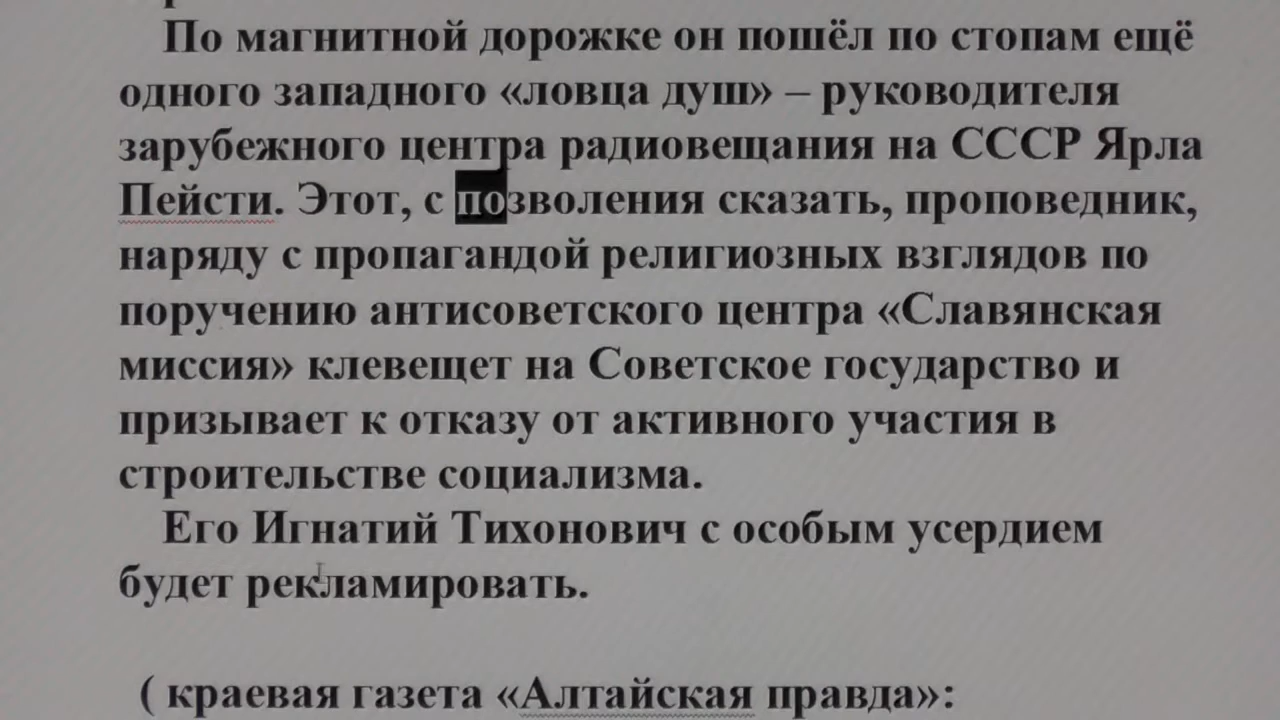 По магнитной дорожке он пошёл по стопам ещё
одного западного «ловца душ» – руководителя
зарубежного центра радиовещания на СССР Ярла
Пейсти. Этот, с позволения сказать, проповедник,
наряду с пропагандой религиозных взглядов по
поручению антисоветского центра «Славянская
миссия» клевещет на Советское государство и
призывает к отказу от активного участия в
строительстве социализма.
Его Игнатий Тихонович с особым усердием
будет рекламировать.
( краевая газета «Алтайская правда»: